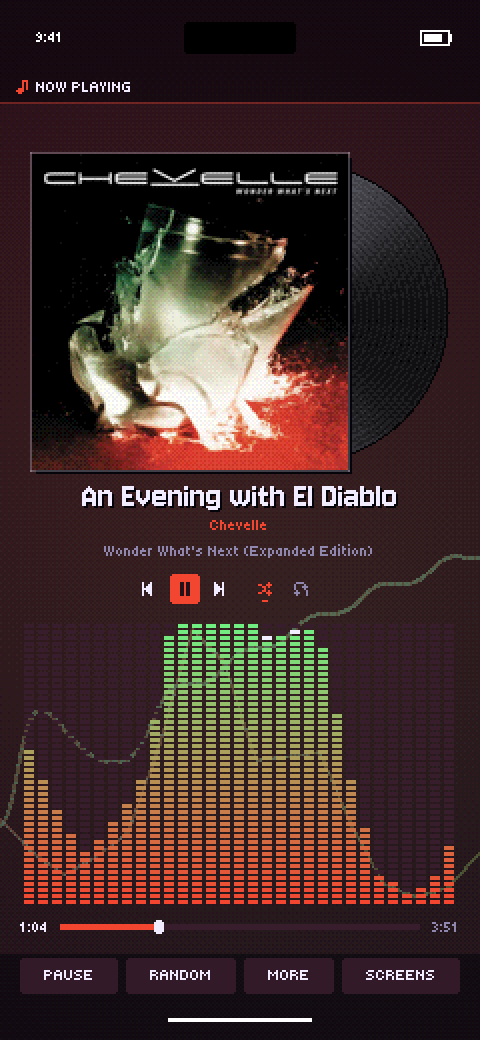 9:41
NOW PLAYING
CHEVELLE
WONDER WHAT'S NEXT
An Evening with El Diablo
Chevelle
Wonder What's Next (Expanded Edition)
1:04
3:51
PAUSE
RANDOM
MORE
SCREENS